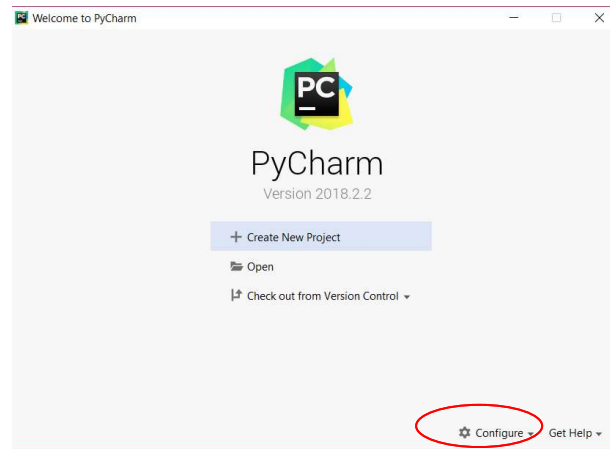 Welcome to PyCharm
PC
PyCharm
Version 2018.2.2
Create New Project
Open
Check out from Version Control
Configure
Get Help